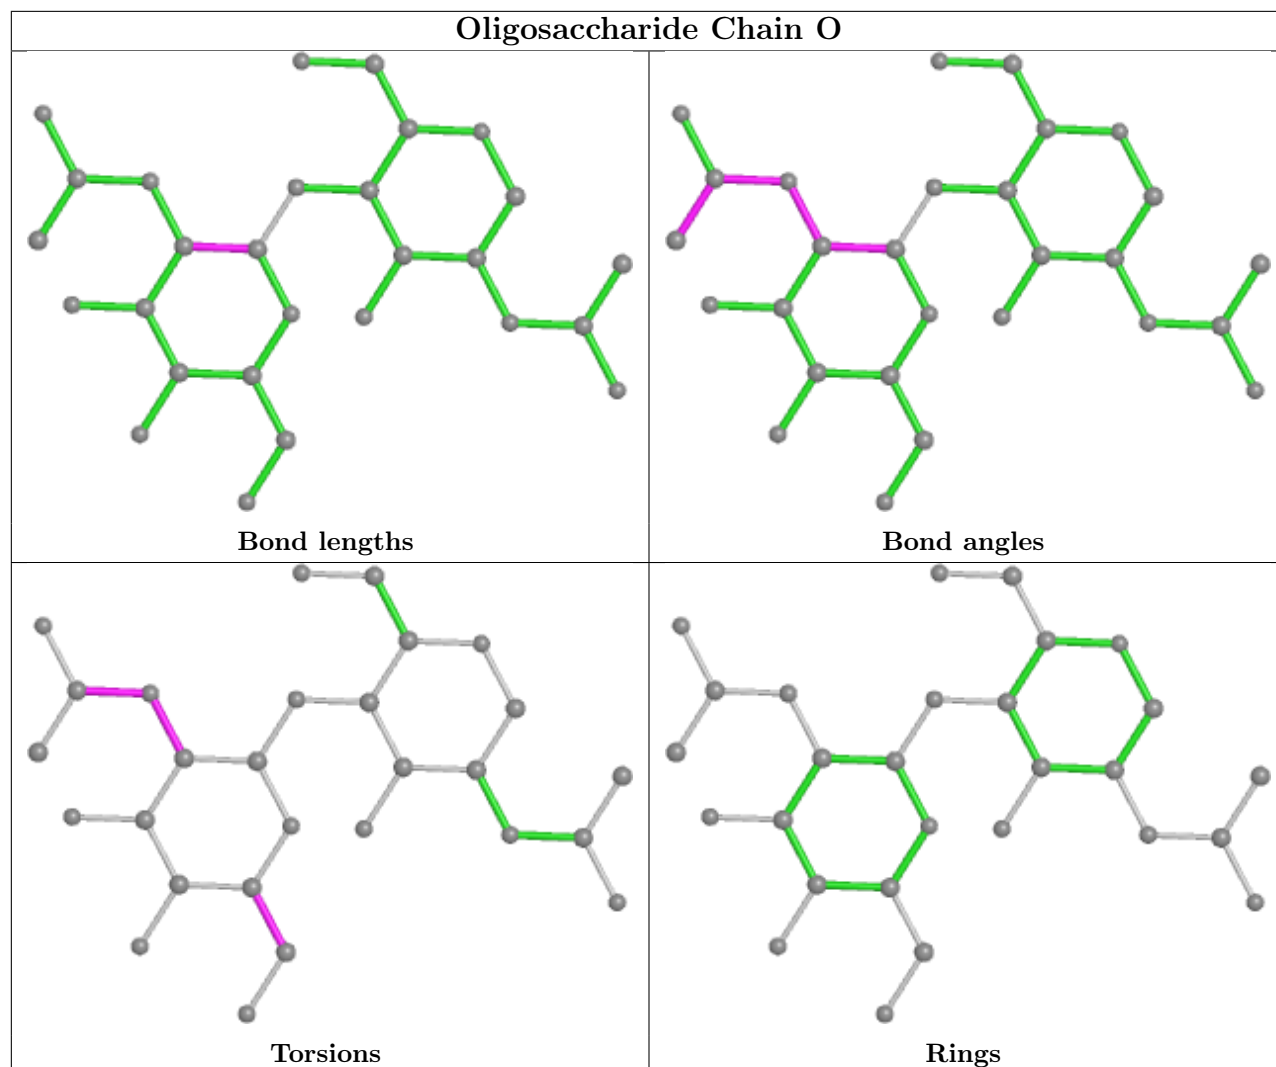 Oligosaccharide Chain O
Bond lengths
Bond angles
Torsions
Rings